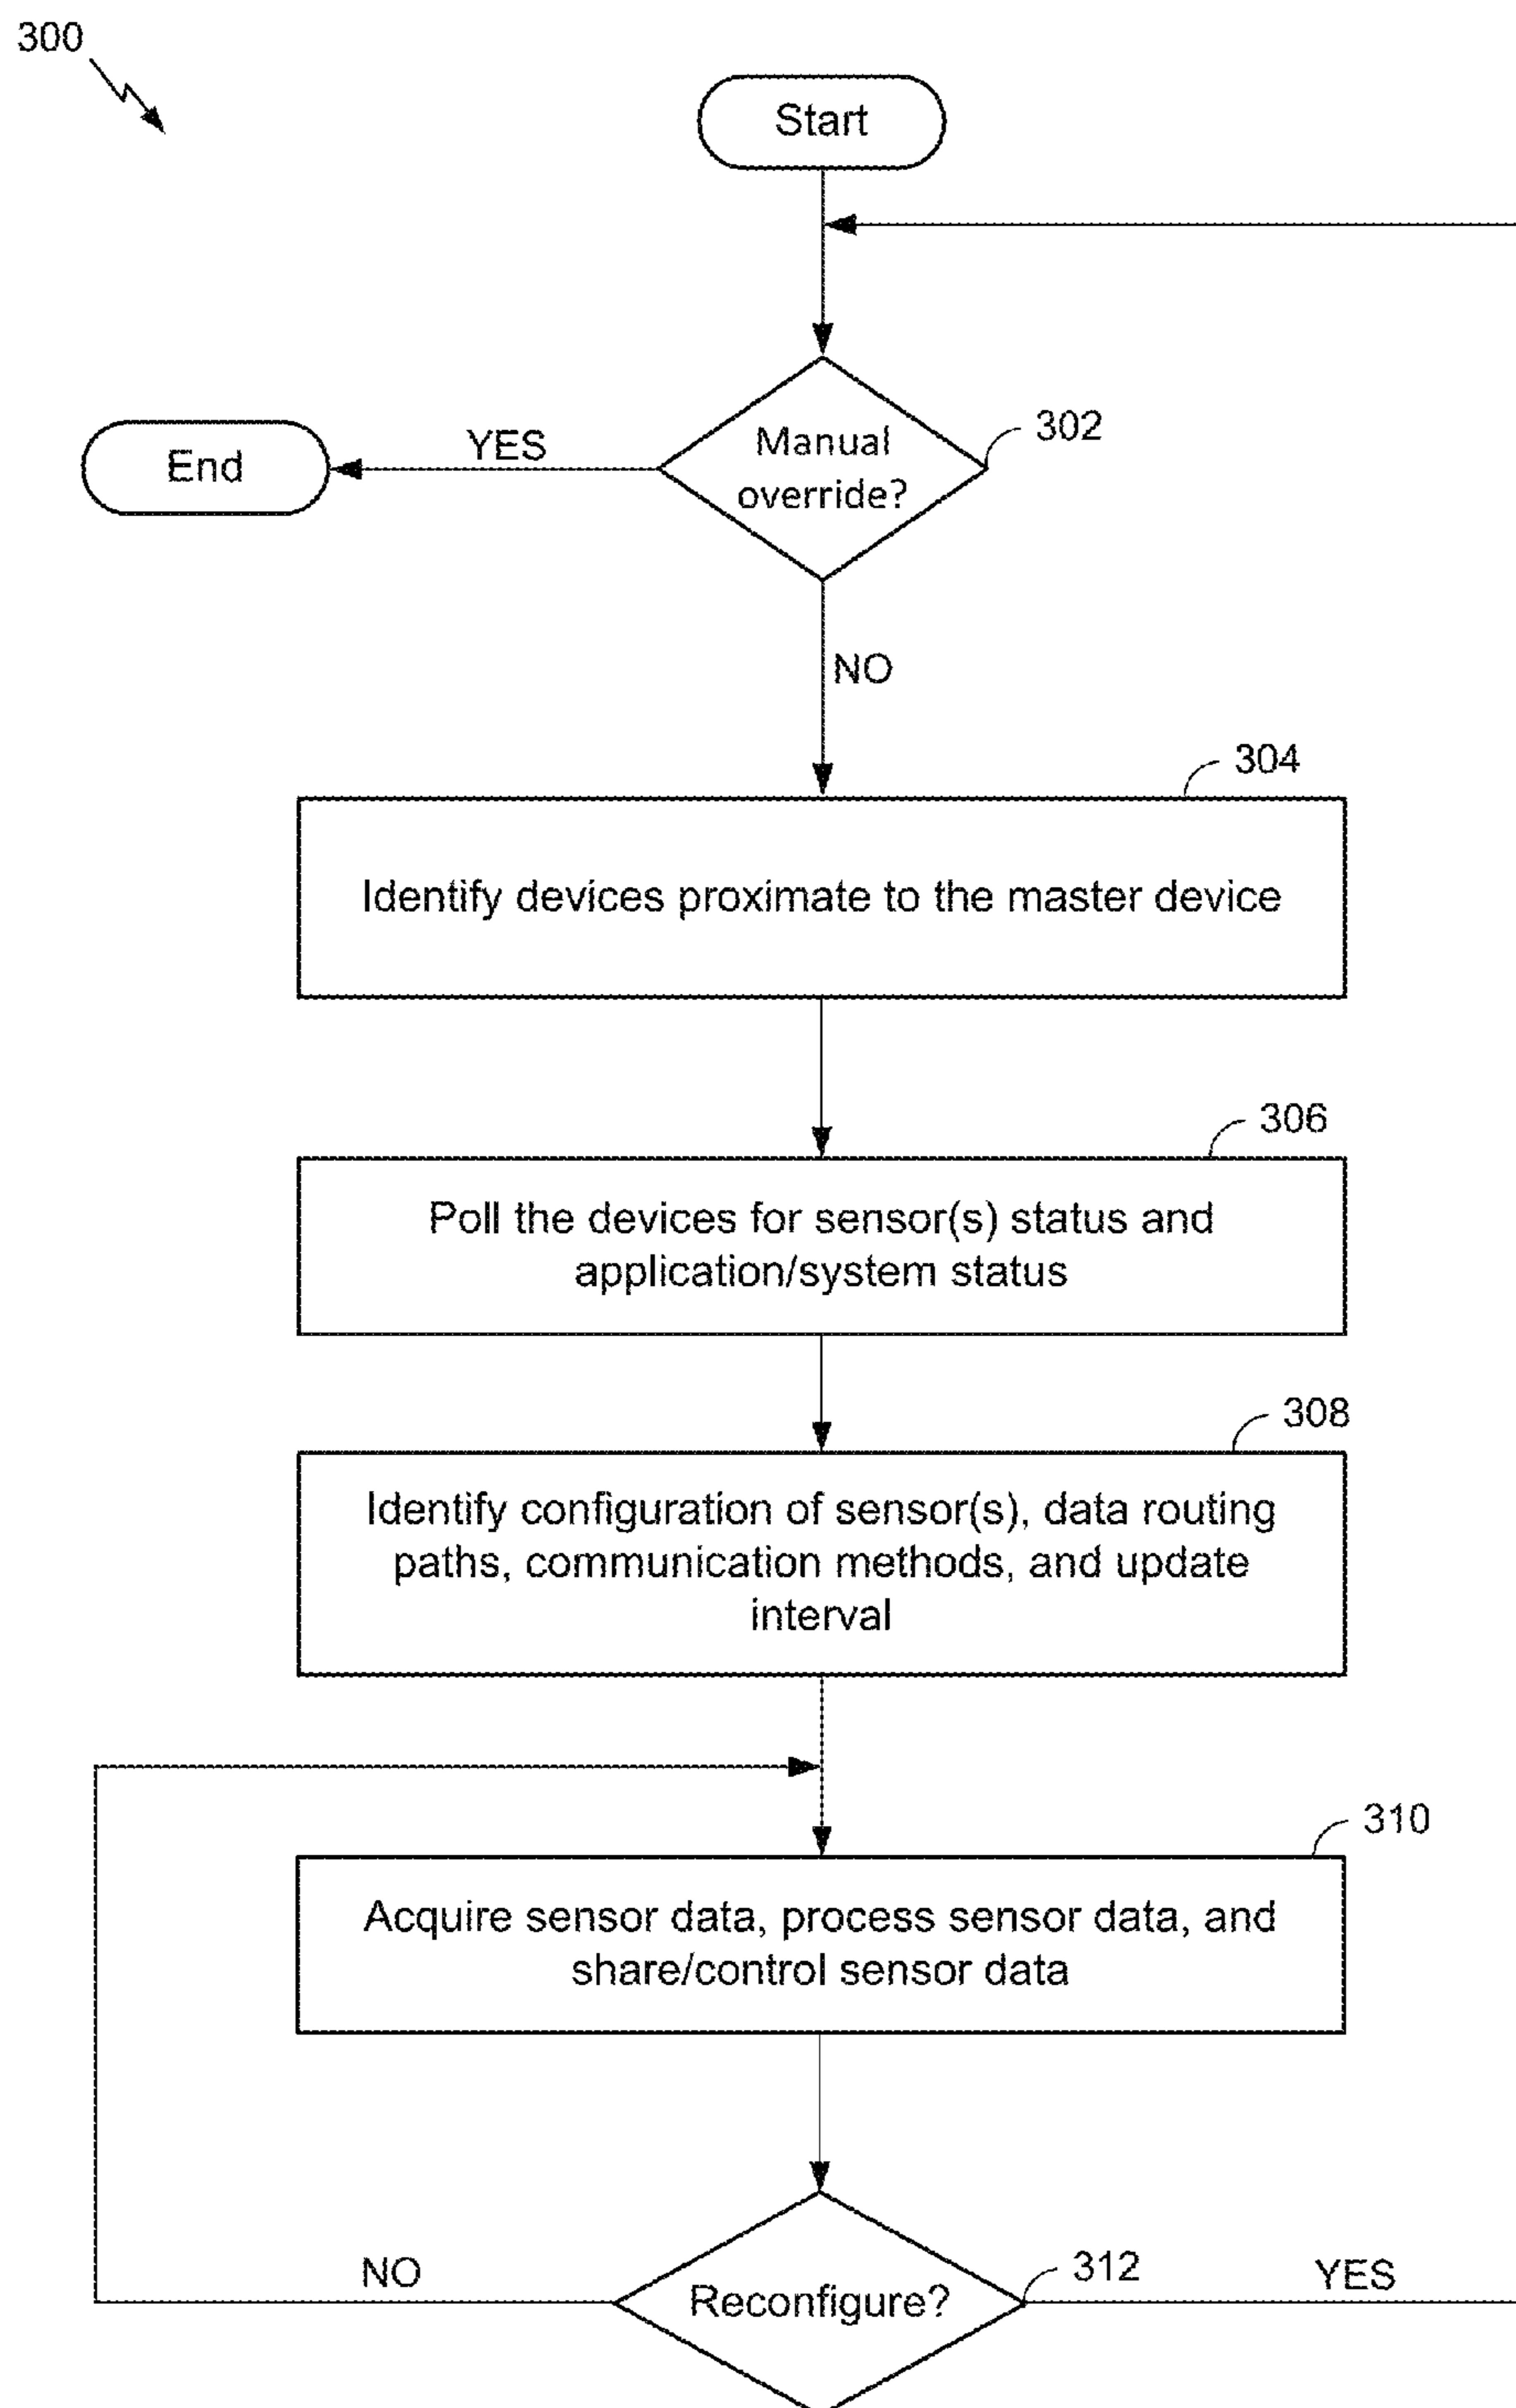 300
Start
302
Manual
override?
YES
End
NO
304
Identify devices proximate to the master device
306
Poll the devices for sensor(s) status and
application/system status
308
Identify configuration of sensor(s), data routing
paths, communication methods, and update
interval
310
Acquire sensor data, process sensor data, and
share/control sensor data
312
NO
Reconfigure?
YES